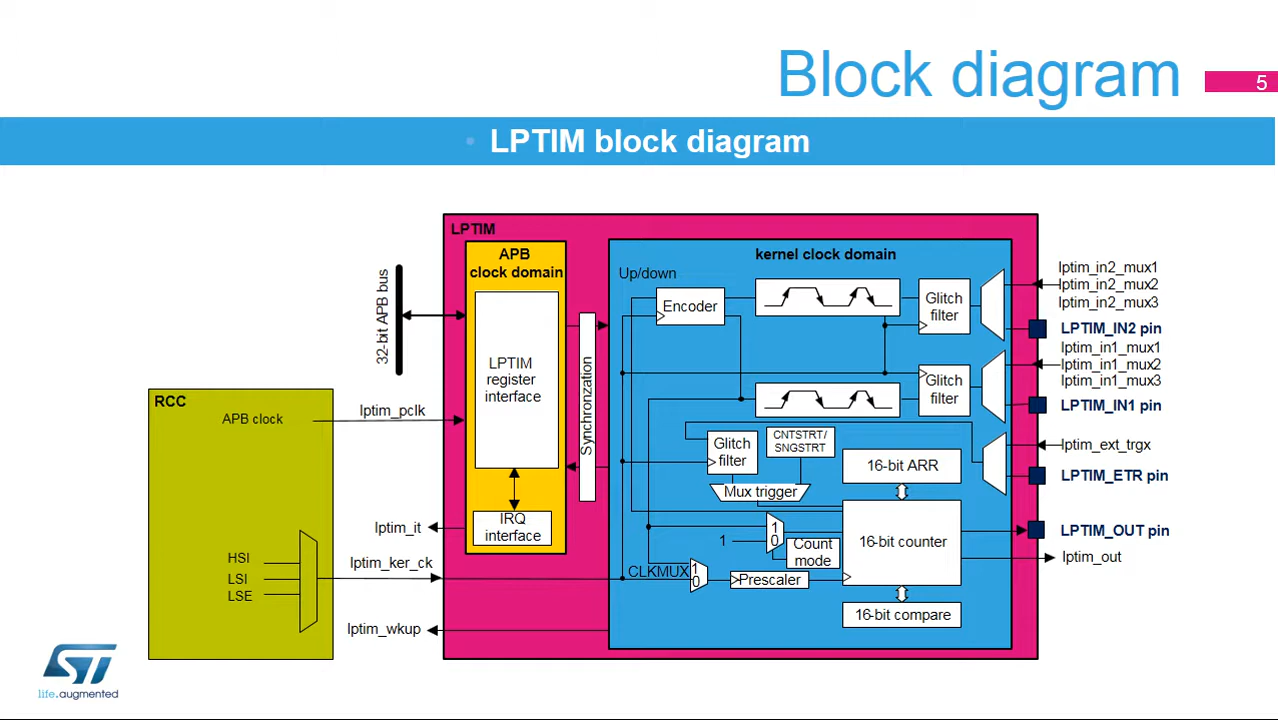 Block diagram
5
• LPTIM block diagram
LPTIM
APB
clock domain
kernel clock domain
Up/down
32-bit APB bus
LPTIM
register
interface
Synchronization
Encoder
Glitch
filter
lptim_in2_mux1
lptim_in2_mux2
lptim_in2_mux3
LPTIM_IN2 pin
lptim_in1_mux1
lptim_in1_mux2
lptim_in1_mux3
LPTIM_IN1 pin
Glitch
filter
RCC
APB clock
lptim_pclk
Glitch
filter
CNTSTRT/
SNGSTRT
Mux trigger
16-bit ARR
lptim_ext_trgx
LPTIM_ETR pin
IRQ
interface
lptim_it
1
1
0
Count
mode
16-bit counter
LPTIM_OUT pin
lptim_out
HSI
LSI
LSE
lptim_ker_ck
CLKMUX
1
0
Prescaler
16-bit compare
lptim_wkup
ST
life.augmented